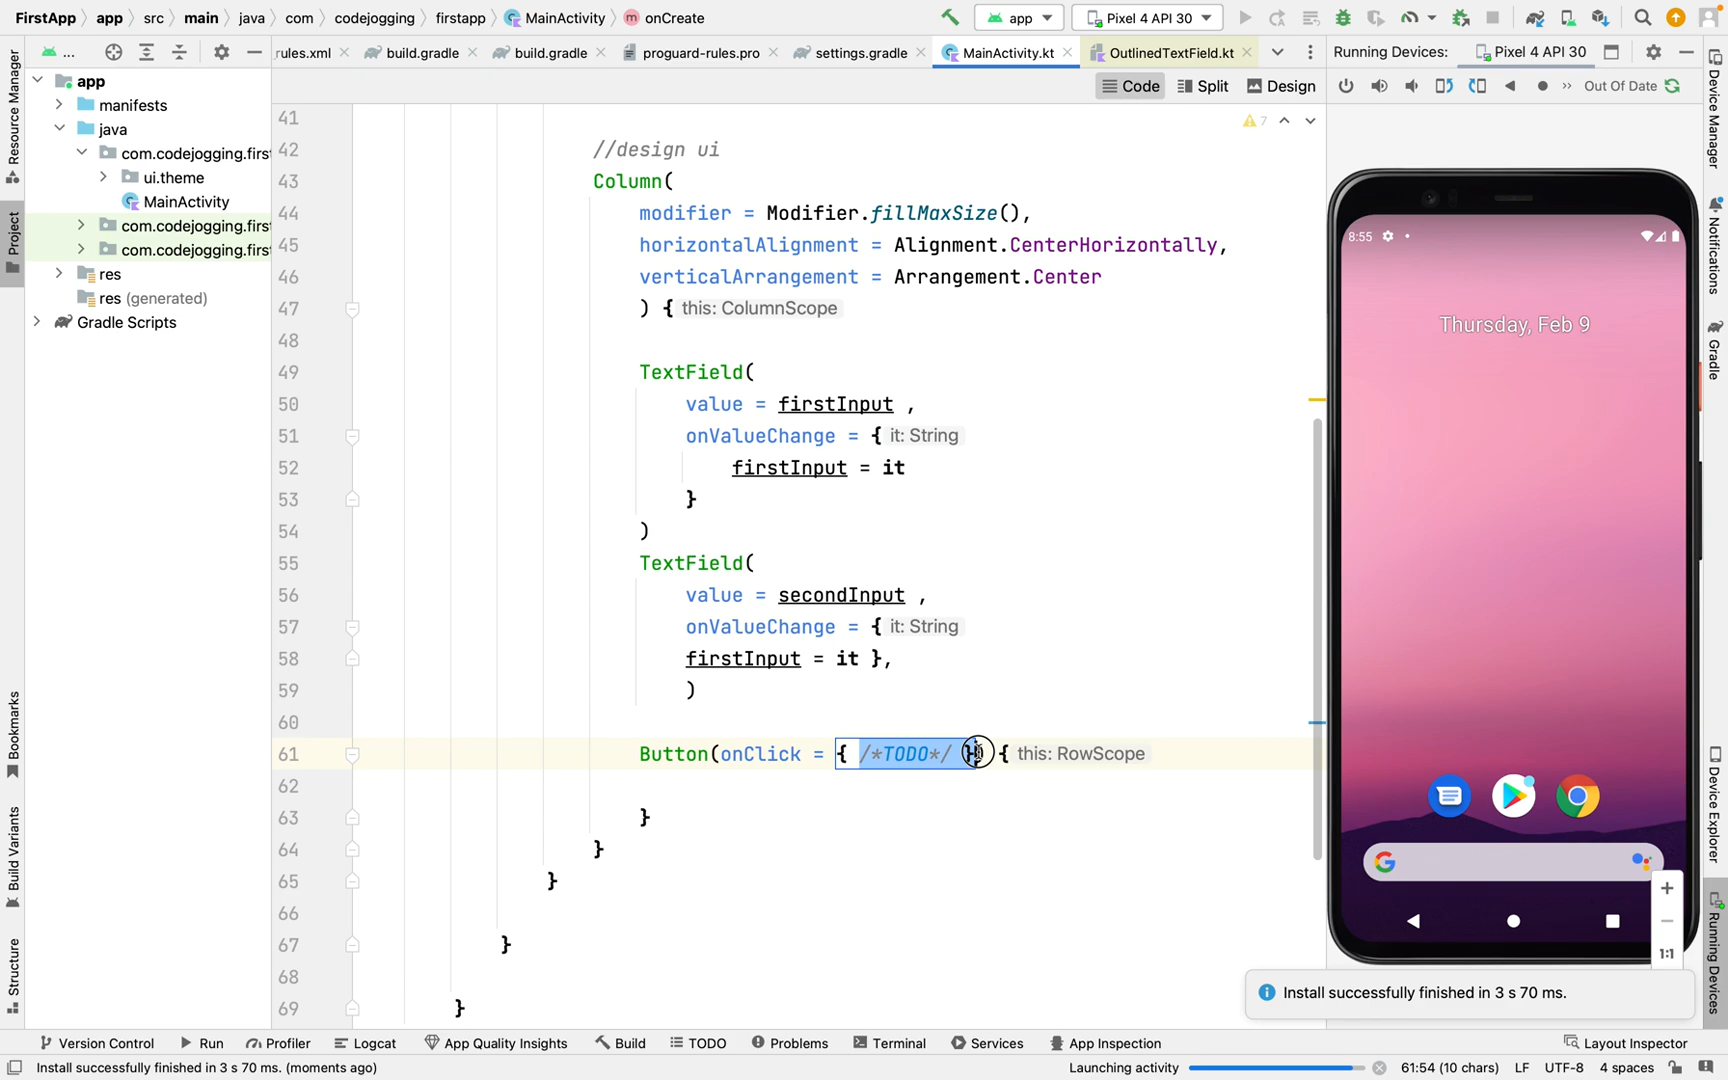 FirstApp app src main java com codejogging firstapp MainActivity onCreate
app Pixel 4 API 30
... rules.xml build.gradle build.gradle proguard-rules.pro settings.gradle MainActivity.kt OutlinedTextField.kt
Running Devices: Pixel 4 API 30
Code Split Design
Out Of Date
Resource Manager
Project
Bookmarks
Build Variants
Structure
app
manifests
java
com.codejogging.firs
ui.theme
MainActivity
com.codejogging.firs
com.codejogging.firs
res
res (generated)
Gradle Scripts
7
41
42 //design ui
43 Column(
44 modifier = Modifier.fillMaxSize(),
45 horizontalAlignment = Alignment.CenterHorizontally,
46 verticalArrangement = Arrangement.Center
47 ) { this: ColumnScope
48
49 TextField(
50 value = firstInput ,
51 onValueChange = { it: String
52 firstInput = it
53 }
54 )
55 TextField(
56 value = secondInput ,
57 onValueChange = { it: String
58 firstInput = it },
59 )
60
61 Button(onClick = { /*TODO*/ }) { this: RowScope
62
63 }
64 }
65 }
66
67 }
68
69 }
8:55
Thursday, Feb 9
1:1
Install successfully finished in 3 s 70 ms.
Device Manager
Notifications
Gradle
Device Explorer
Running Devices
Version Control Run Profiler Logcat App Quality Insights Build TODO Problems Terminal Services App Inspection Layout Inspector
Install successfully finished in 3 s 70 ms. (moments ago) Launching activity 61:54 (10 chars) LF UTF-8 4 spaces